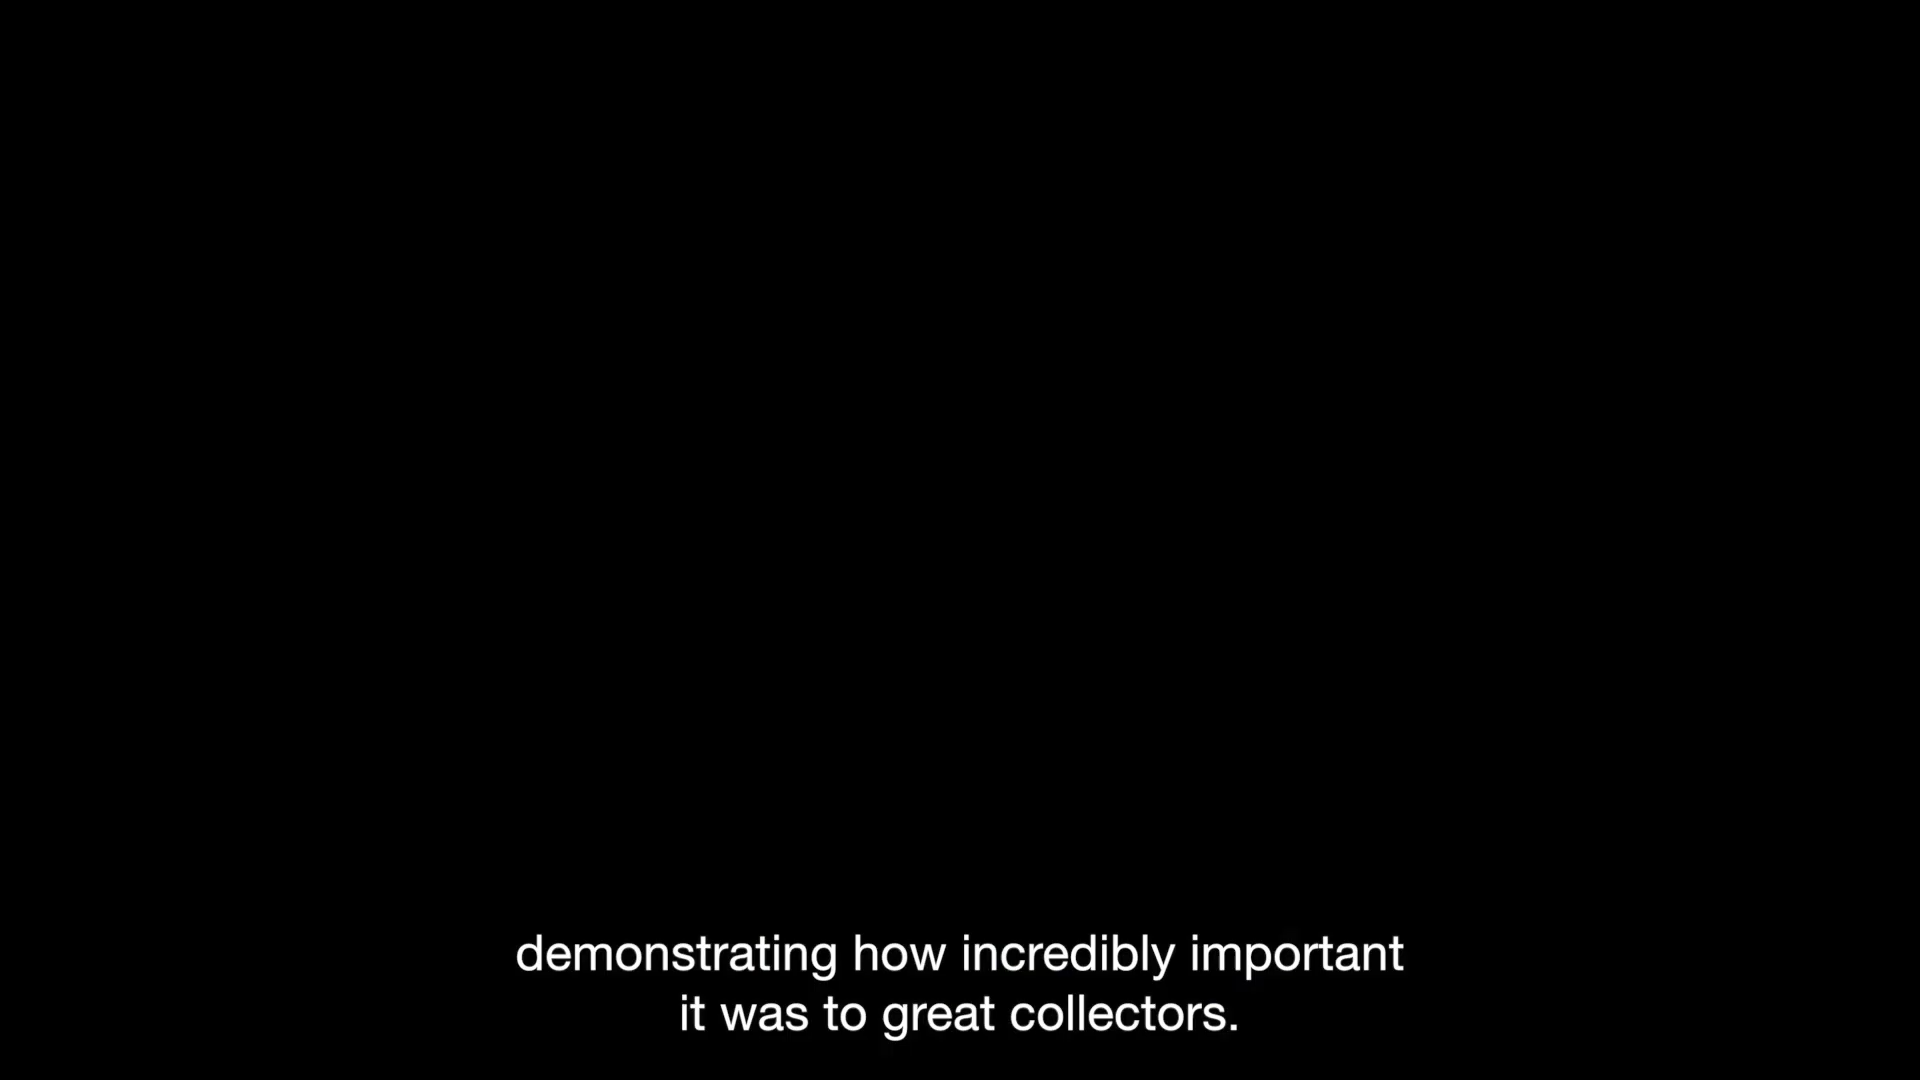 demonstrating how incredibly important
it was to great collectors.